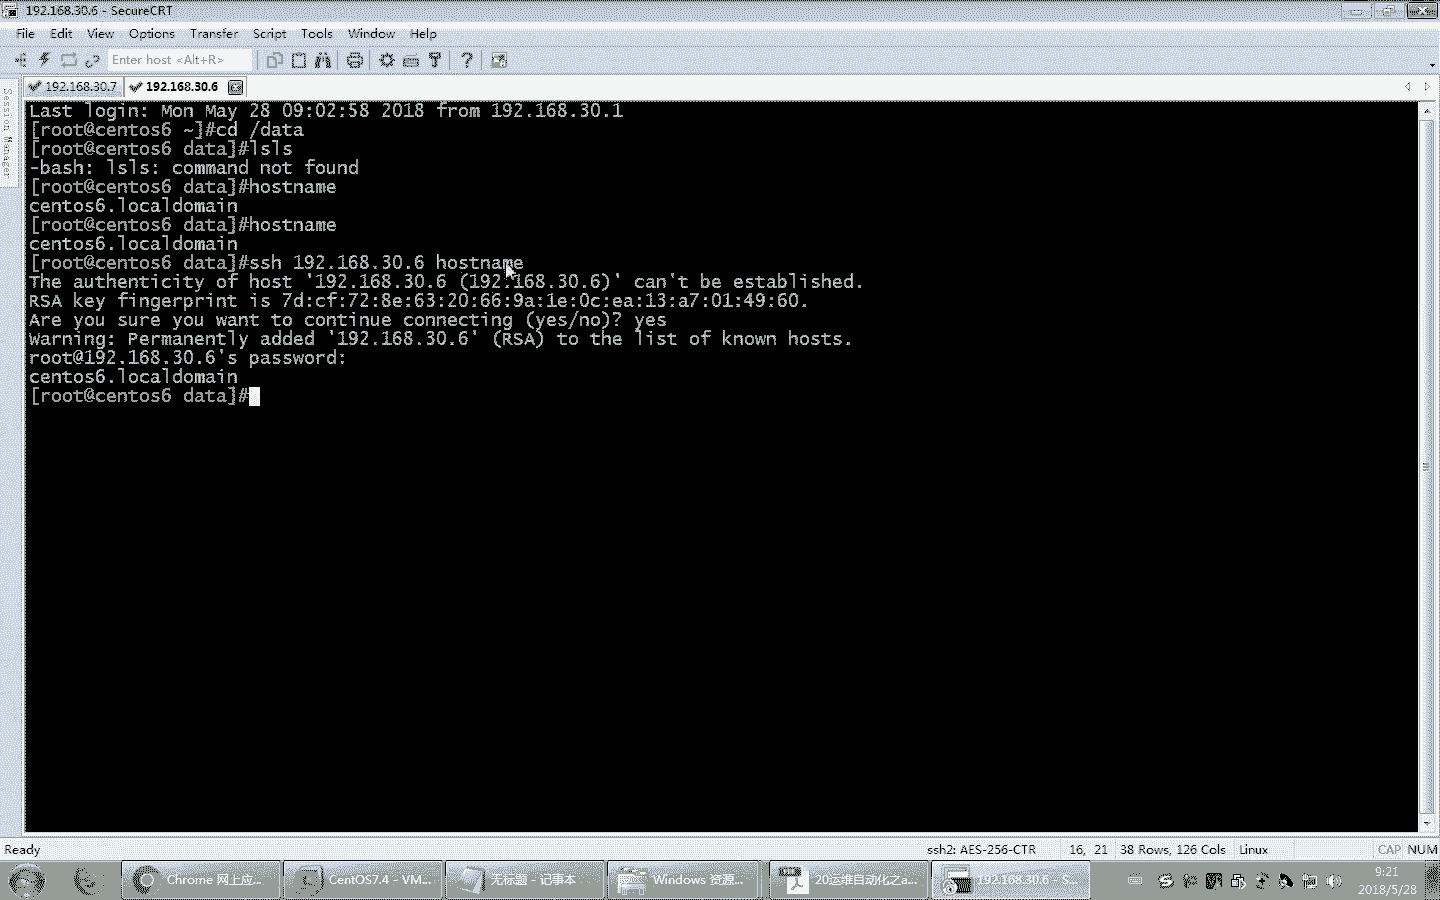 192.168.30.6 - SecureCRT
File Edit View Options Transfer Script Tools Window Help
Enter host <Alt+R>
192.168.30.7 192.168.30.6
Session Manager
Last login: Mon May 28 09:02:58 2018 from 192.168.30.1
[root@centos6 ~]#cd /data
[root@centos6 data]#lsls
-bash: lsls: command not found
[root@centos6 data]#hostname
centos6.localdomain
[root@centos6 data]#hostname
centos6.localdomain
[root@centos6 data]#ssh 192.168.30.6 hostname
The authenticity of host '192.168.30.6 (192.168.30.6)' can't be established.
RSA key fingerprint is 7d:cf:72:8e:63:20:66:9a:1e:0c:ea:13:a7:01:49:60.
Are you sure you want to continue connecting (yes/no)? yes
Warning: Permanently added '192.168.30.6' (RSA) to the list of known hosts.
root@192.168.30.6's password:
centos6.localdomain
[root@centos6 data]#
Ready ssh2: AES-256-CTR 16, 21 38 Rows, 126 Cols Linux CAP NUM
Chrome 网上应... CentOS7.4 - VM... 无标题 - 记事本 Windows 资源... 20运维自动化之a... 192.168.30.6 - S... 9:21
2018/5/28